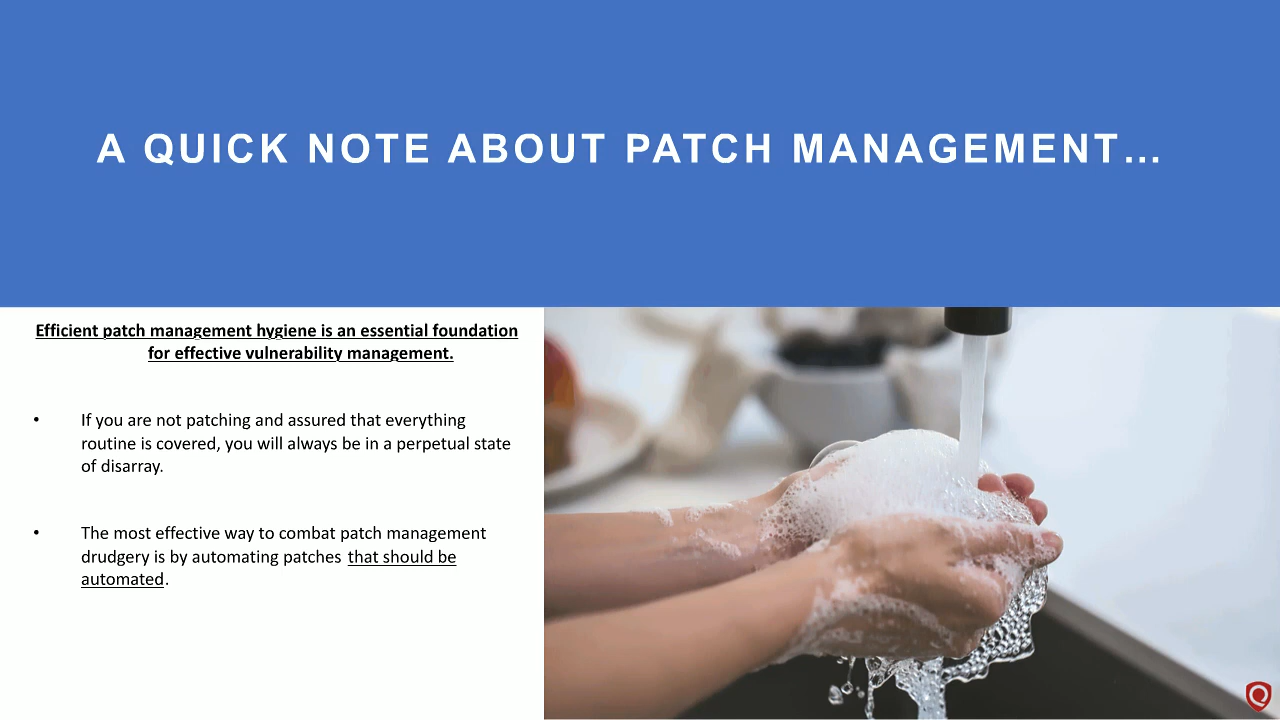 A QUICK NOTE ABOUT PATCH MANAGEMENT…
Efficient patch management hygiene is an essential foundation
for effective vulnerability management.
• If you are not patching and assured that everything
routine is covered, you will always be in a perpetual state
of disarray.
• The most effective way to combat patch management
drudgery is by automating patches that should be
automated.